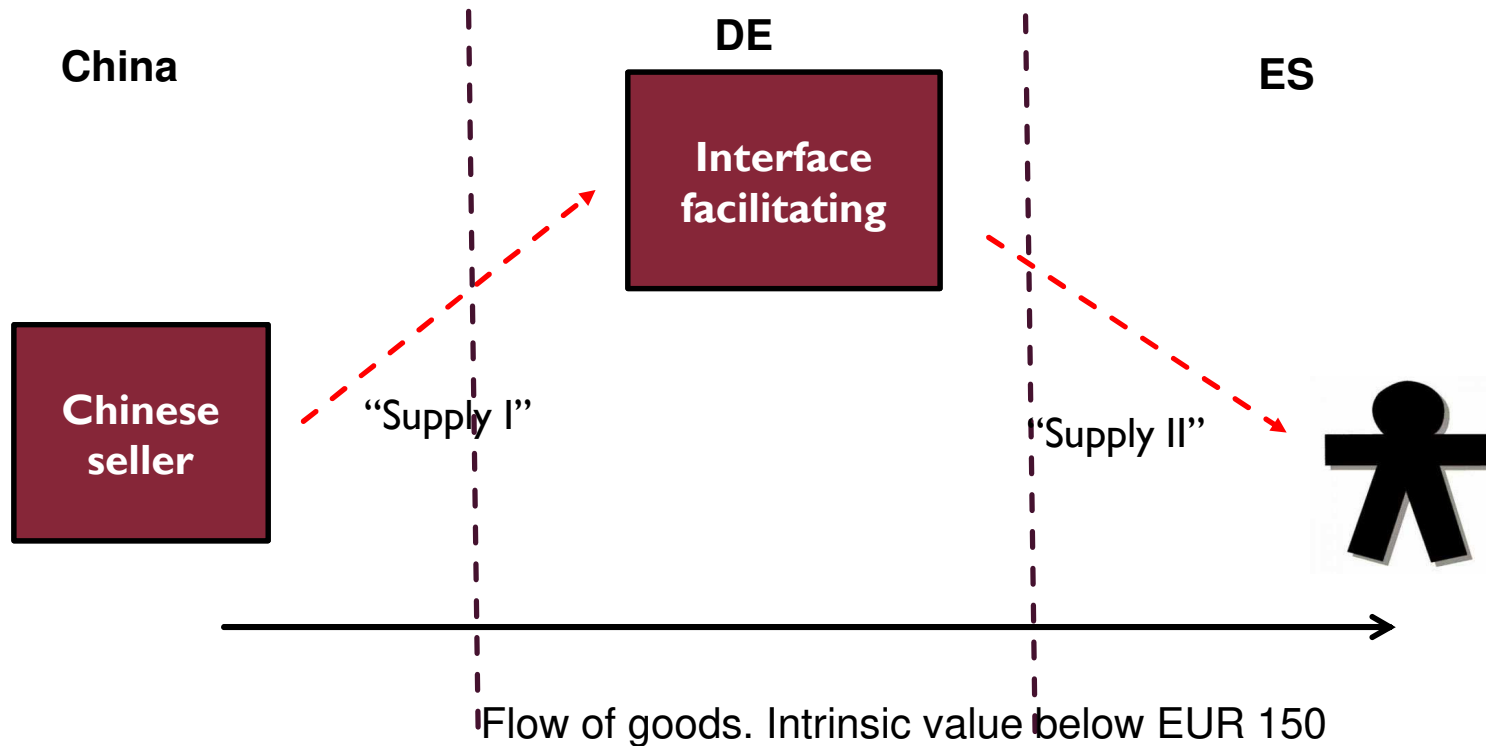 China
DE
ES
Interface
facilitating
Chinese
seller
“Supply I”
“Supply II”
Flow of goods. Intrinsic value below EUR 150